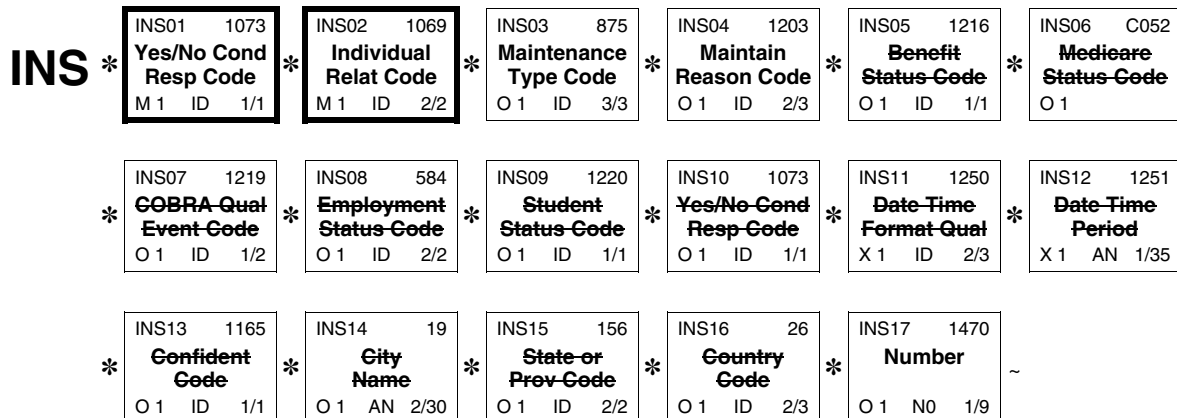 INS01 1073 INS02 1069 INS03 875 INS04 1203 INS05 1216 INS06 C052
INS * Yes/No Cond * Individual * Maintenance * Maintain * Benefit * Medicare
Resp Code Relat Code Type Code Reason Code Status Code Status Code
M 1 ID 1/1 M 1 ID 2/2 O 1 ID 3/3 O 1 ID 2/3 O 1 ID 1/1 O 1
INS07 1219 INS08 584 INS09 1220 INS10 1073 INS11 1250 INS12 1251
* COBRA Qual * Employment * Student * Yes/No Cond * Date Time * Date Time
Event Code Status Code Status Code Resp Code Format Qual Period
O 1 ID 1/2 O 1 ID 2/2 O 1 ID 1/1 O 1 ID 1/1 X 1 ID 2/3 X 1 AN 1/35
INS13 1165 INS14 19 INS15 156 INS16 26 INS17 1470
* Confident * City * State or * Country * Number ~
Code Name Prov Code Code
O 1 ID 1/1 O 1 AN 2/30 O 1 ID 2/2 O 1 ID 2/3 O 1 N0 1/9